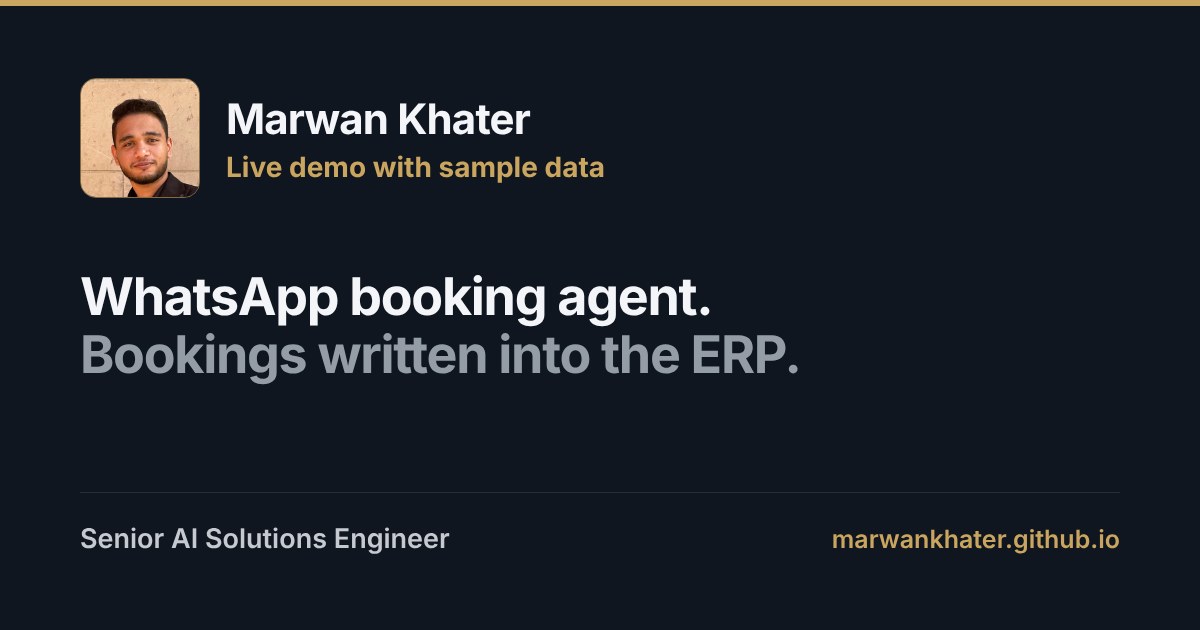 Marwan Khater
Live demo with sample data
WhatsApp booking agent.
Bookings written into the ERP.
Senior AI Solutions Engineer
marwankhater.github.io